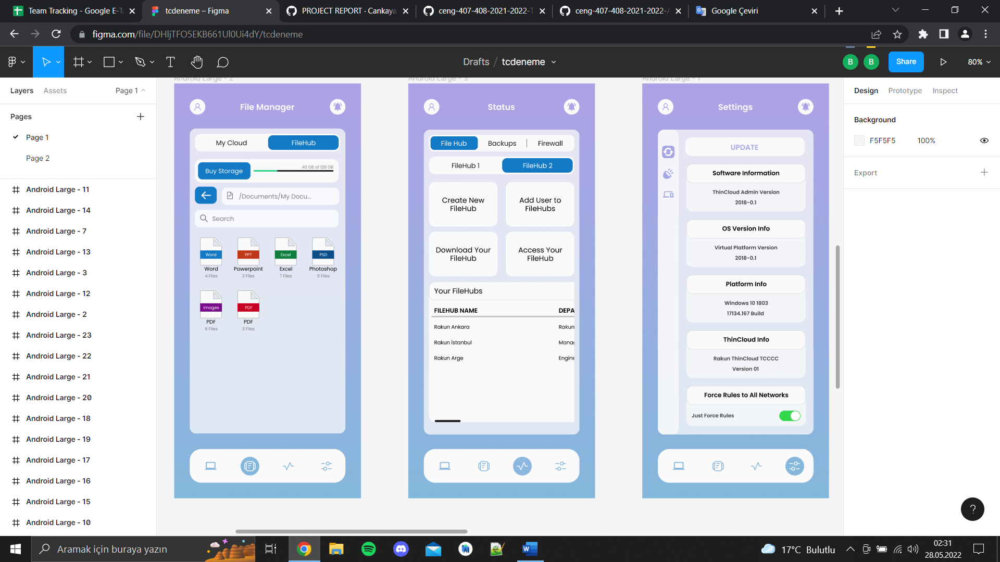 Team Tracking - Google E-T
tcdeneme – Figma
PROJECT REPORT · Cankaya
ceng-407-408-2021-2022-T
ceng-407-408-2021-2022-A
Google Çeviri
figma.com/file/DHljTFO5EKB661Ul0Ui4dY/tcdeneme
Drafts / tcdeneme
B
B
Share
80%
Layers
Assets
Page 1
Pages
Page 1
Page 2
Android Large - 11
Android Large - 14
Android Large - 7
Android Large - 13
Android Large - 3
Android Large - 12
Android Large - 2
Android Large - 23
Android Large - 22
Android Large - 21
Android Large - 20
Android Large - 18
Android Large - 19
Android Large - 17
Android Large - 16
Android Large - 15
Android Large - 10
Android Large - 2
File Manager
My Cloud
FileHub
Buy Storage
40 GB of 128 GB
/Documents/My Docu...
Search
Word
PPT
Excel
PSD
Word
Powerpoint
Excel
Photoshop
4 Files
2 Files
7 Files
6 Files
Images
PDF
PDF
PDF
6 Files
3 Files
Android Large - 3
Status
File Hub
Backups
Firewall
FileHub 1
FileHub 2
Create New
FileHub
Add User to
FileHubs
Download Your
FileHub
Access Your
FileHub
Your FileHubs
FILEHUB NAME
DEPA
Rakun Ankara
Rakun
Rakun İstanbul
Manag
Rakun Arge
Engine
Android Large - 7
Settings
UPDATE
Software Information
ThinCloud Admin Version
2018-0.1
OS Version Info
Virtual Platform Version
2018-0.1
Platform Info
Windows 10 1803
17134.167 Build
ThinCloud Info
Rakun ThinCloud TCCCC
Version 01
Force Rules to All Networks
Just Force Rules
Design
Prototype
Inspect
Background
F5F5F5
100%
Export
?
Aramak için buraya yazın
17°C Bulutlu
02:31
28.05.2022